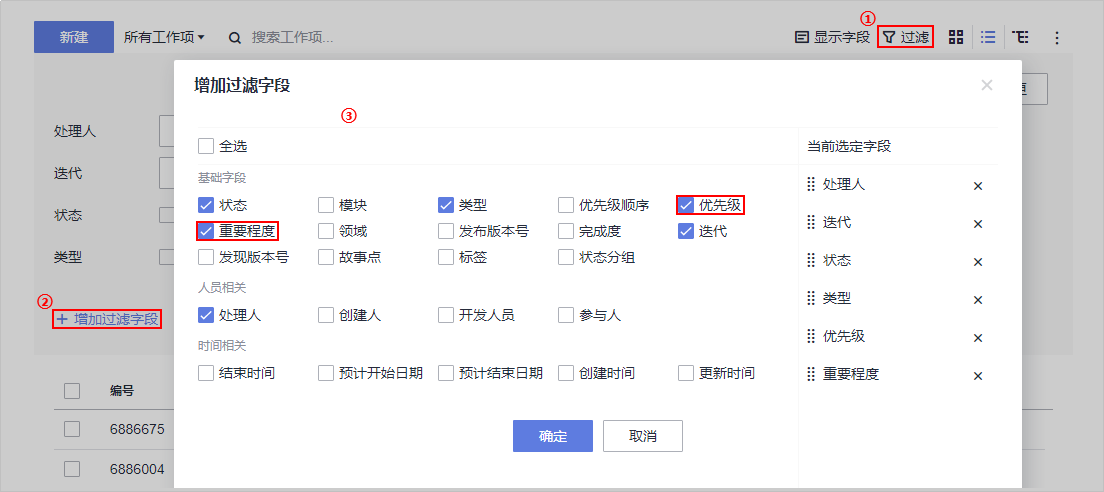 ①
新建 所有工作项 搜索工作项... 显示字段 过滤
增加过滤字段
③
处理人
迭代
状态
类型
②
增加过滤字段
编号
6886675
6886004
全选
基础字段
状态 模块 类型 优先级顺序 优先级
重要程度 领域 发布版本号 完成度 迭代
发现版本号 故事点 标签 状态分组
人员相关
处理人 创建人 开发人员 参与人
时间相关
结束时间 预计开始日期 预计结束日期 创建时间 更新时间
当前选定字段
处理人
迭代
状态
类型
优先级
重要程度
确定 取消